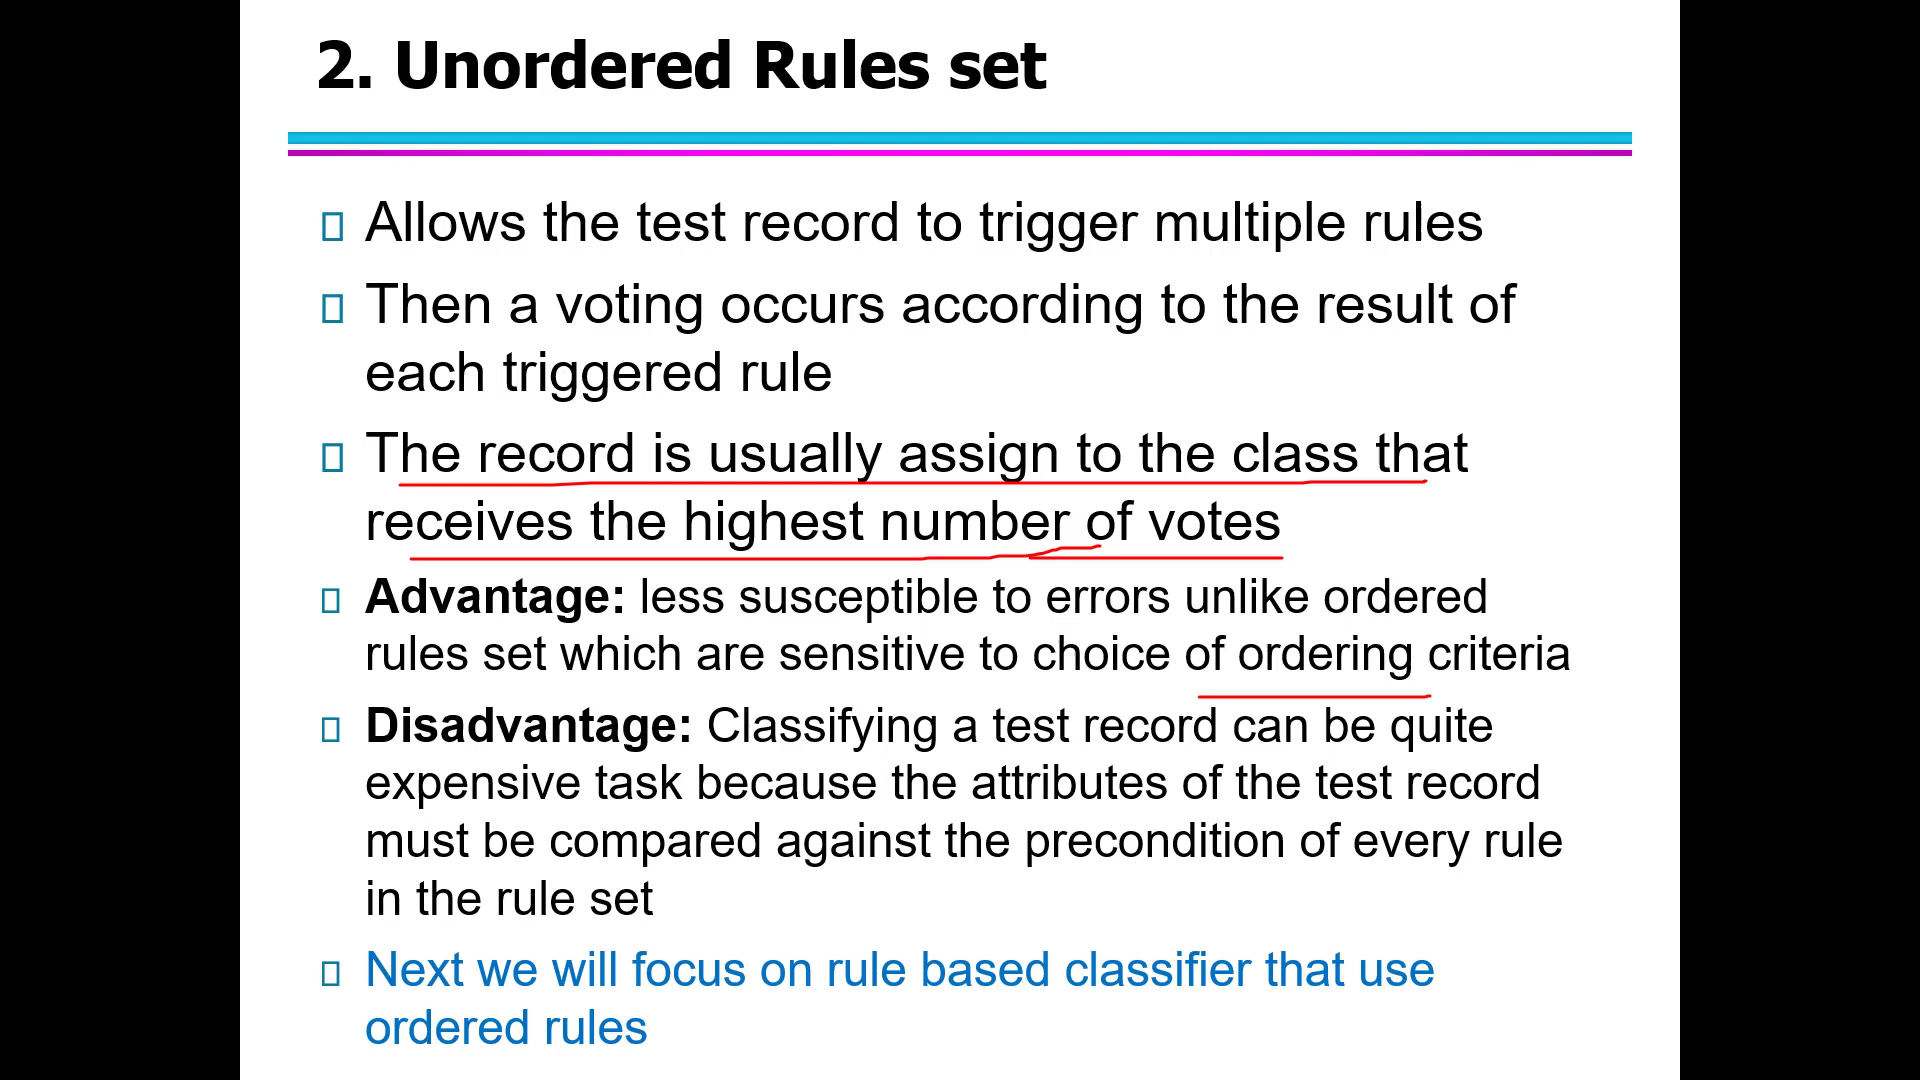 2. Unordered Rules set
Allows the test record to trigger multiple rules
Then a voting occurs according to the result of
each triggered rule
The record is usually assign to the class that
receives the highest number of votes
Advantage: less susceptible to errors unlike ordered
rules set which are sensitive to choice of ordering criteria
Disadvantage: Classifying a test record can be quite
expensive task because the attributes of the test record
must be compared against the precondition of every rule
in the rule set
Next we will focus on rule based classifier that use
ordered rules